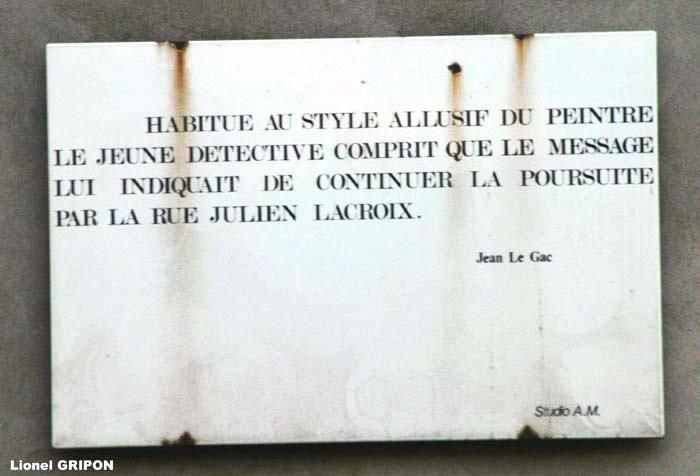 HABITUE AU STYLE ALLUSIF DU PEINTRE
LE JEUNE DETECTIVE COMPRIT QUE LE MESSAGE
LUI INDIQUAIT DE CONTINUER LA POURSUITE
PAR LA RUE JULIEN LACROIX.
Jean Le Gac
Studio A.M.
Lionel GRIPON